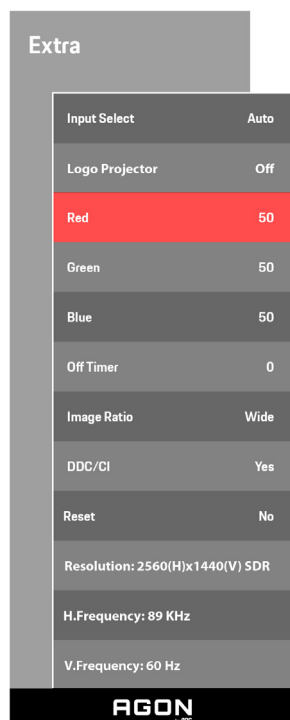 Extra
Input Select Auto
Logo Projector Off
Red 50
Green 50
Blue 50
Off Timer 0
Image Ratio Wide
DDC/CI Yes
Reset No
Resolution: 2560(H)x1440(V) SDR
H.Frequency: 89 KHz
V.Frequency: 60 Hz
AGON